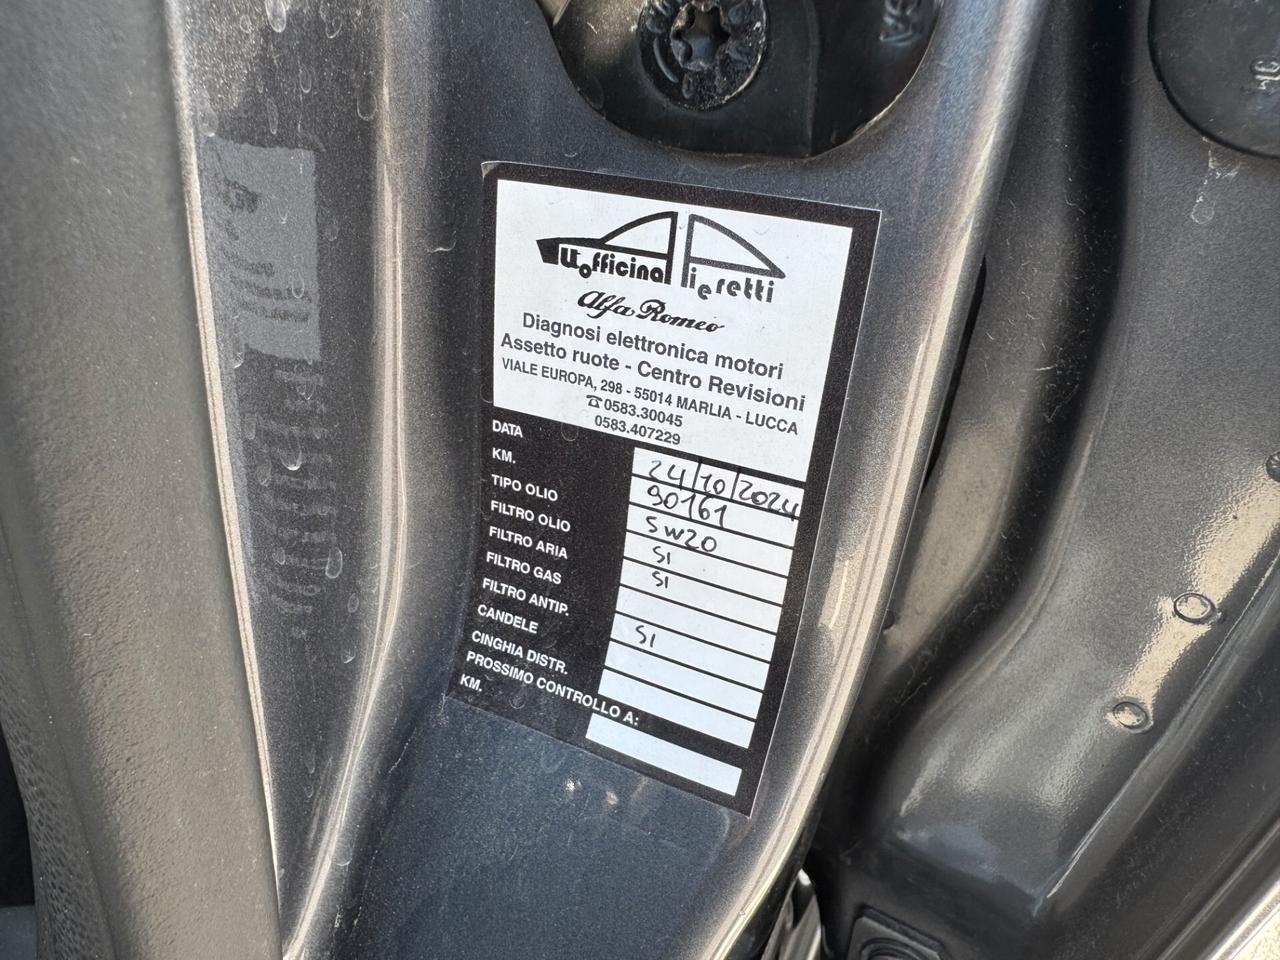 Autofficina Pieretti
Alfa Romeo
Diagnosi elettronica motori
Assetto ruote - Centro Revisioni
VIALE EUROPA, 298 - 55014 MARLIA - LUCCA
☎0583.30045
0583.407229
DATA 24/10/2024
KM. 90161
TIPO OLIO 5W20
FILTRO OLIO SI
FILTRO ARIA SI
FILTRO GAS
FILTRO ANTIP. SI
CANDELE
CINGHIA DISTR.
PROSSIMO CONTROLLO A:
KM.